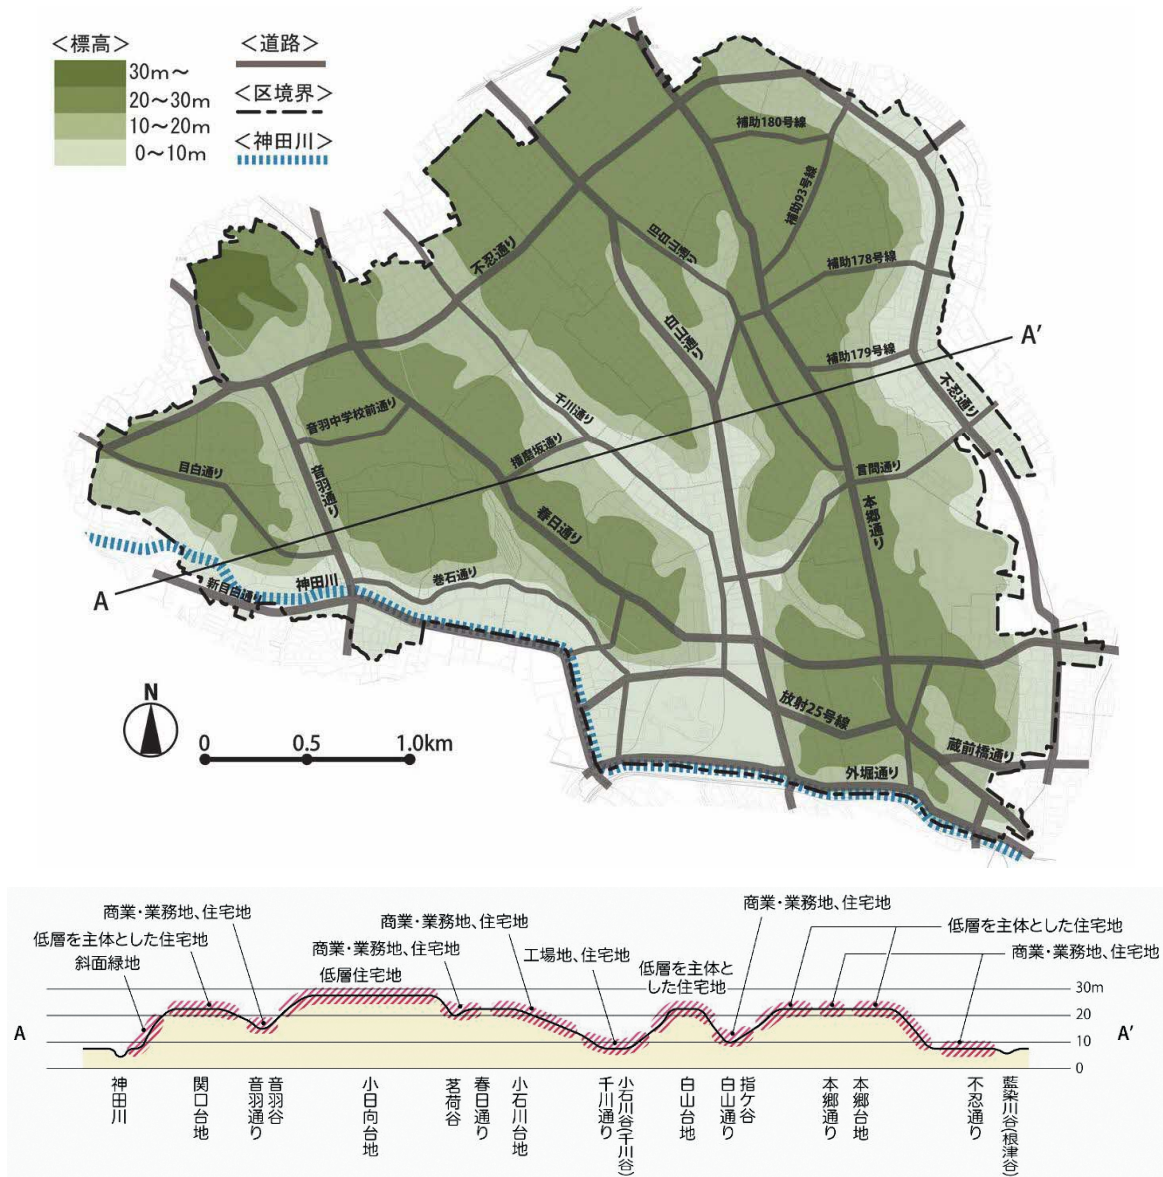 ＜標高＞
30m～
20～30m
10～20m
0～10m
＜道路＞
＜区境界＞
＜神田川＞
補助180号線
補助93号線
旧白山通り
不忍通り
補助178号線
白山通り
補助179号線
A’
不忍通り
千川通り
音羽中学校前通り
播磨坂通り
目白通り
音羽通り
言問通り
本郷通り
春日通り
神田川
巻石通り
新目白通り
A
N
0
0.5
1.0km
放射25号線
蔵前橋通り
外堀通り
商業・業務地、住宅地
低層を主体とした住宅地
斜面緑地
商業・業務地、住宅地
商業・業務地、住宅地
低層住宅地
工場地、住宅地
低層を主体と
した住宅地
商業・業務地、住宅地
低層を主体とした住宅地
商業・業務地、住宅地
30m
20
10
0
A
A’
神田川
関口台地
音羽通り
音羽谷
小日向台地
茗荷谷
春日通り
小石川台地
千川通り
小石川谷(千川谷)
白山台地
白山通り
指ケ谷
本郷通り
本郷台地
不忍通り
藍染川谷(根津谷)